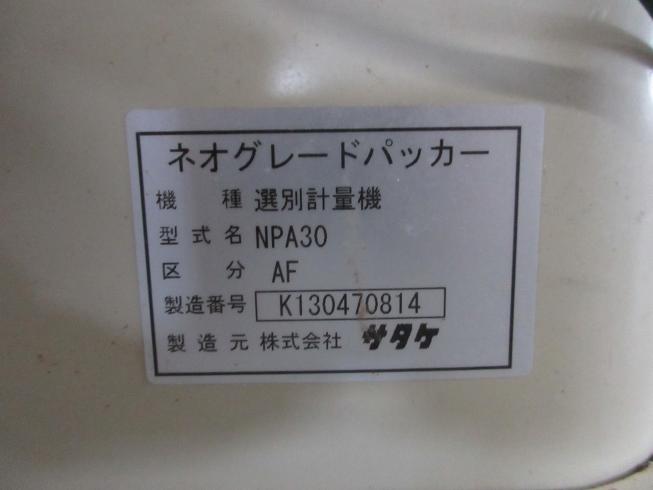 ネオグレードパッカー
機種 選別計量機
型式名 NPA30
区分 AF
製造番号 K130470814
製造元 株式会社 サタケ